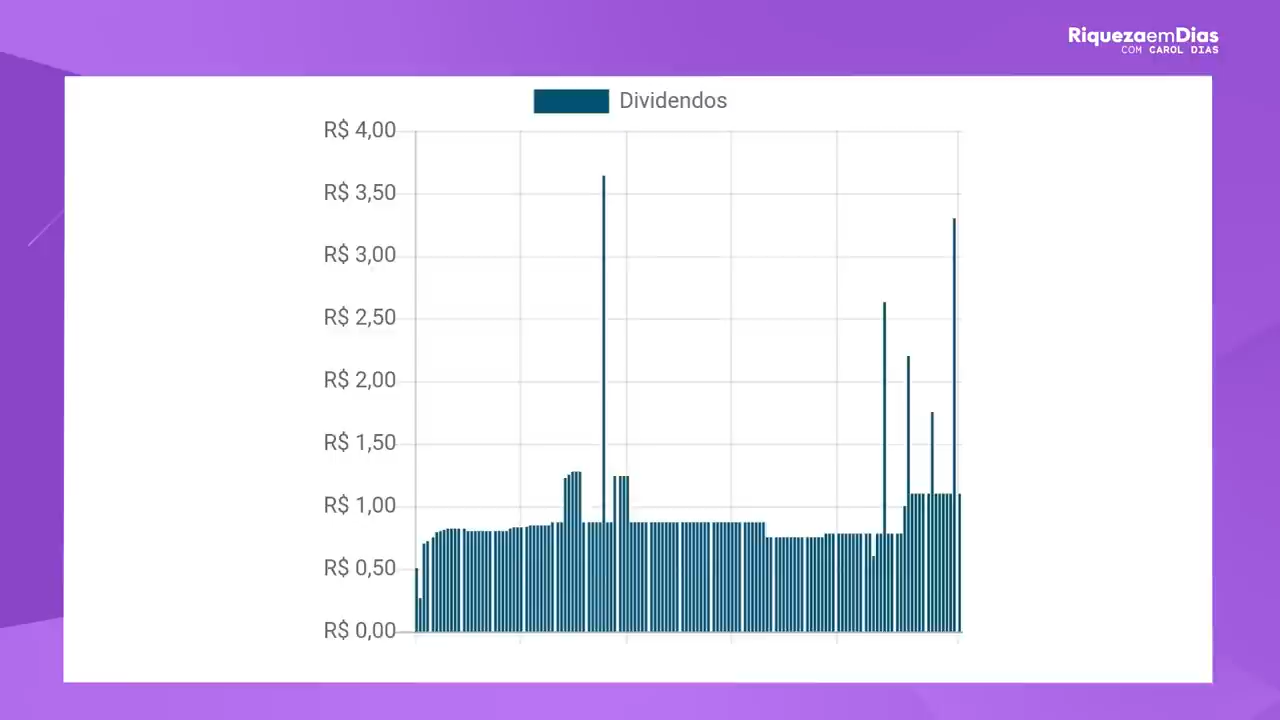 RiquezaemDias
COM CAROL DIAS
Dividendos
R$ 4,00
R$ 3,50
R$ 3,00
R$ 2,50
R$ 2,00
R$ 1,50
R$ 1,00
R$ 0,50
R$ 0,00